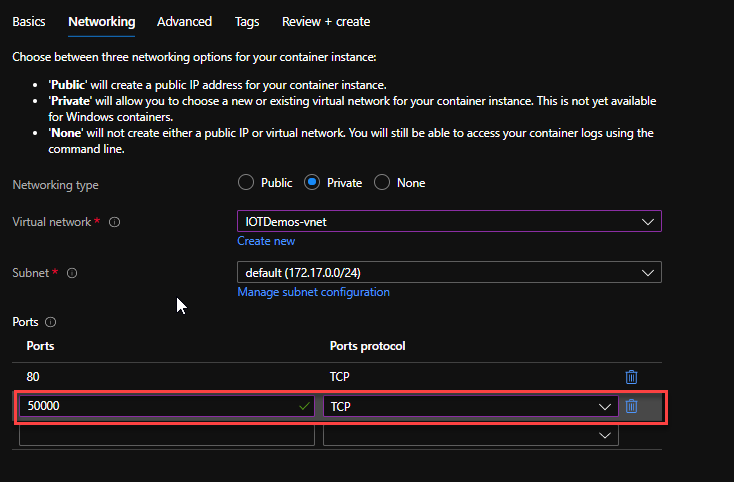 Basics Networking Advanced Tags Review + create
Choose between three networking options for your container instance:
• 'Public' will create a public IP address for your container instance.
• 'Private' will allow you to choose a new or existing virtual network for your container instance. This is not yet available
for Windows containers.
• 'None' will not create either a public IP or virtual network. You will still be able to access your container logs using the
command line.
Networking type Public Private None
Virtual network * IOTDemos-vnet
Create new
Subnet * default (172.17.0.0/24)
Manage subnet configuration
Ports
Ports Ports protocol
80 TCP
50000 TCP